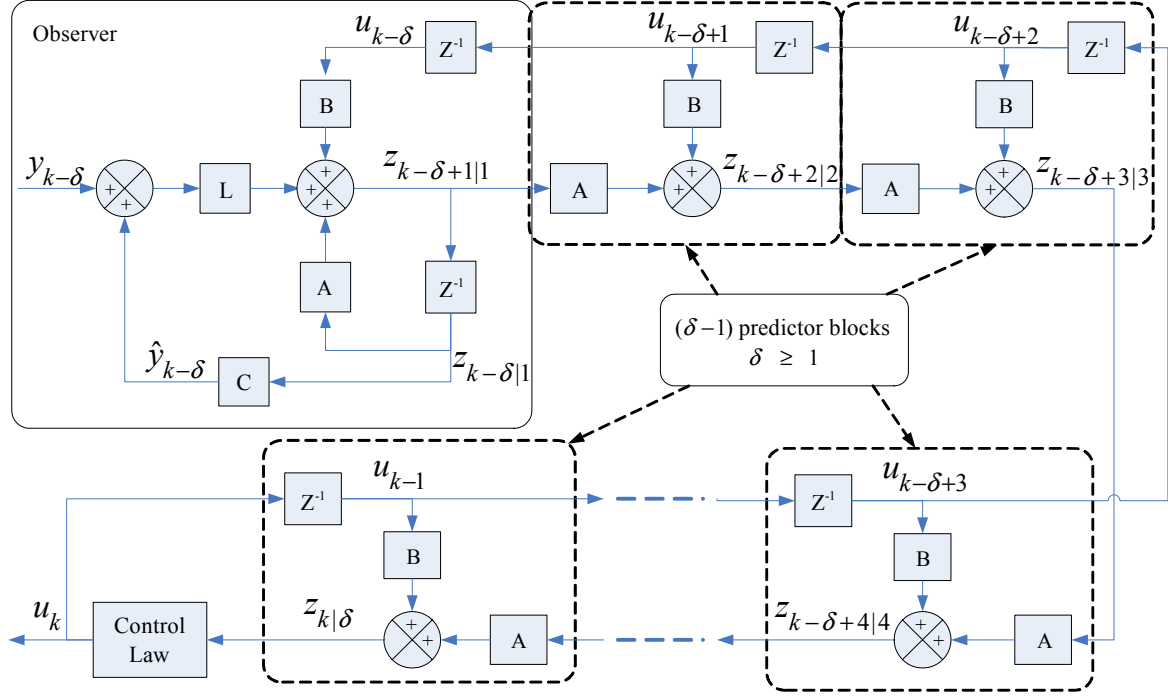 Observer
u_{k-δ}
Z^{-1}
u_{k-δ+1}
Z^{-1}
u_{k-δ+2}
Z^{-1}
B
B
B
y_{k-δ}
+
+
L
+
+
+
z_{k-δ+1|1}
A
+
+
z_{k-δ+2|2}
A
+
+
z_{k-δ+3|3}
A
Z^{-1}
ŷ_{k-δ}
C
z_{k-δ|1}
(δ-1) predictor blocks
δ ≥ 1
Z^{-1}
u_{k-1}
Z^{-1}
u_{k-δ+3}
B
B
u_k
Control
Law
z_{k|δ}
+
+
A
z_{k-δ+4|4}
+
+
A